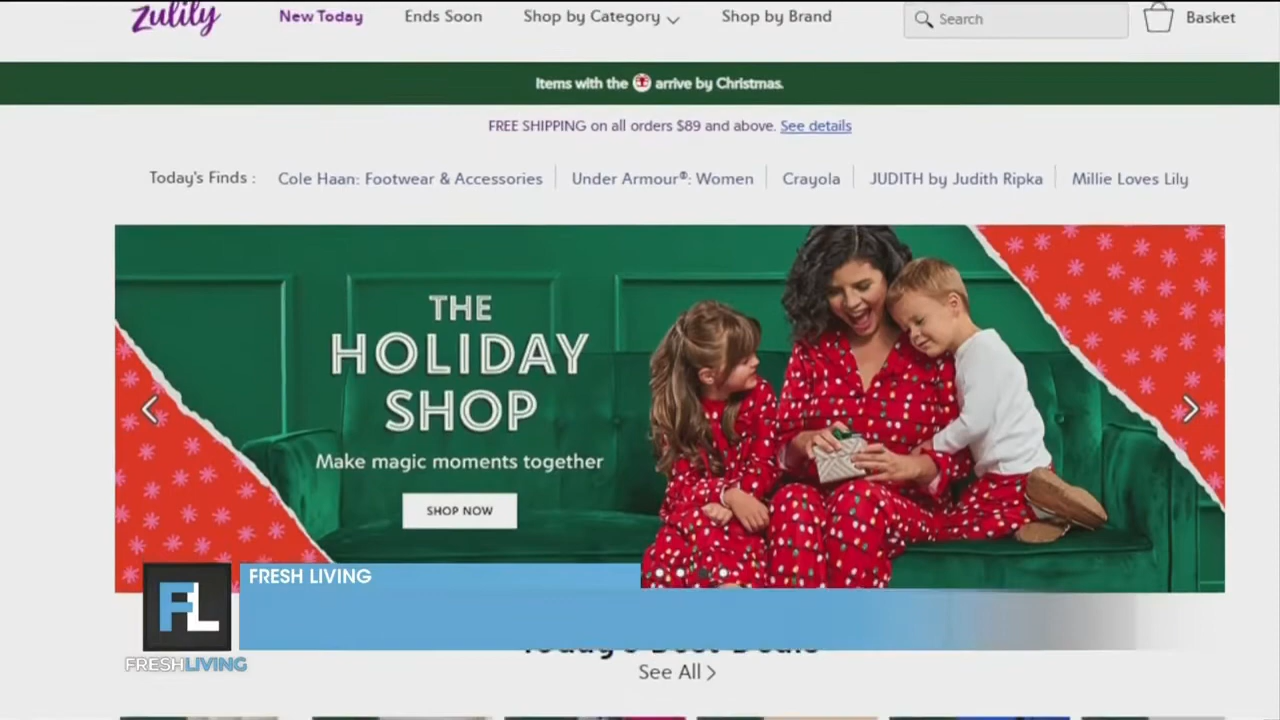 zulily
New Today
Ends Soon
Shop by Category
Shop by Brand
Search
Basket
Items with the arrive by Christmas.
FREE SHIPPING on all orders $89 and above. See details
Today's Finds :
Cole Haan: Footwear & Accessories
Under Armour®: Women
Crayola
JUDITH by Judith Ripka
Millie Loves Lily
THE
HOLIDAY
SHOP
Make magic moments together
SHOP NOW
FL
FRESH LIVING
FRESHLIVING
Today's Best Deals
See All